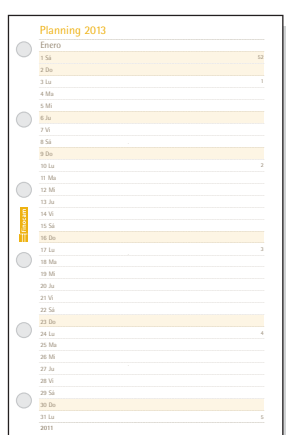 Planning 2013
Enero
1 Sá 52
2 Do
3 Lu 1
4 Ma
5 Mi
6 Ju
7 Vi
8 Sá
9 Do
10 Lu 2
11 Ma
12 Mi
13 Ju
14 Vi
15 Sá
16 Do
17 Lu 3
18 Ma
19 Mi
20 Ju
21 Vi
22 Sá
23 Do
24 Lu 4
25 Ma
26 Mi
27 Ju
28 Vi
29 Sá
30 Do
31 Lu 5
2011
finocam